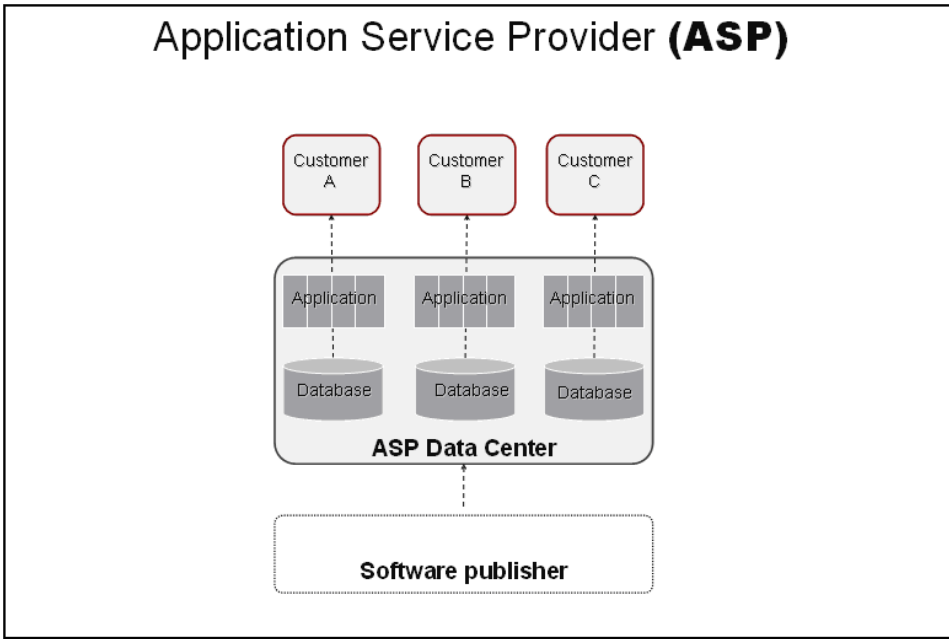 Application Service Provider (ASP)
Customer
A
Customer
B
Customer
C
Application
Application
Application
Database
Database
Database
ASP Data Center
Software publisher